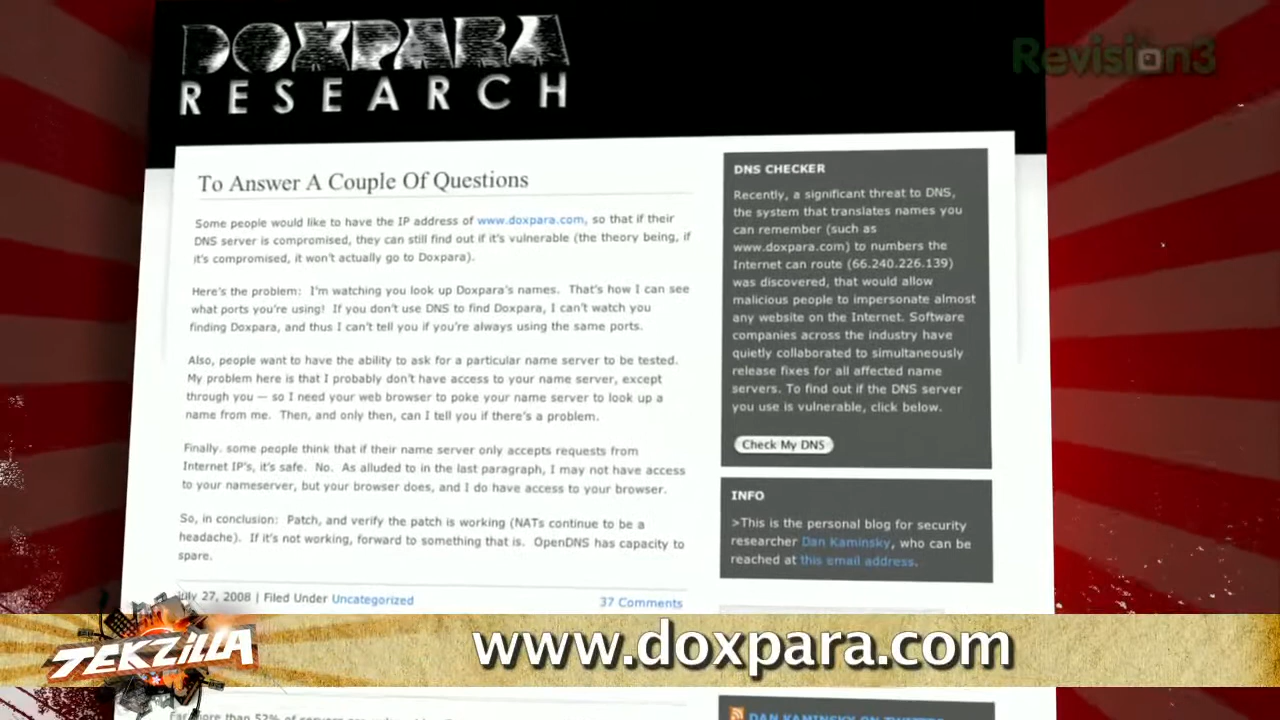 DOXPARA
RESEARCH
Revision3
To Answer A Couple Of Questions
Some people would like to have the IP address of www.doxpara.com, so that if their
DNS server is compromised, they can still find out if it's vulnerable (the theory being, if
it's compromised, it won't actually go to Doxpara).
Here's the problem: I'm watching you look up Doxpara's names. That's how I can see
what ports you're using! If you don't use DNS to find Doxpara, I can't watch you
finding Doxpara, and thus I can't tell you if you're always using the same ports.
Also, people want to have the ability to ask for a particular name server to be tested.
My problem here is that I probably don't have access to your name server, except
through you — so I need your web browser to poke your name server to look up a
name from me. Then, and only then, can I tell you if there's a problem.
Finally. some people think that if their name server only accepts requests from
Internet IP's, it's safe. No. As alluded to in the last paragraph, I may not have access
to your nameserver, but your browser does, and I do have access to your browser.
So, in conclusion: Patch, and verify the patch is working (NATs continue to be a
headache). If it's not working, forward to something that is. OpenDNS has capacity to
spare.
July 27, 2008 | Filed Under Uncategorized
37 Comments
DNS CHECKER
Recently, a significant threat to DNS,
the system that translates names you
can remember (such as
www.doxpara.com) to numbers the
Internet can route (66.240.226.139)
was discovered, that would allow
malicious people to impersonate almost
any website on the Internet. Software
companies across the industry have
quietly collaborated to simultaneously
release fixes for all affected name
servers. To find out if the DNS server
you use is vulnerable, click below.
Check My DNS
INFO
>This is the personal blog for security
researcher Dan Kaminsky, who can be
reached at this email address.
TEKZILLA
www.doxpara.com
more than 52% of servers are
DAN KAMINSKY ON TWITTER